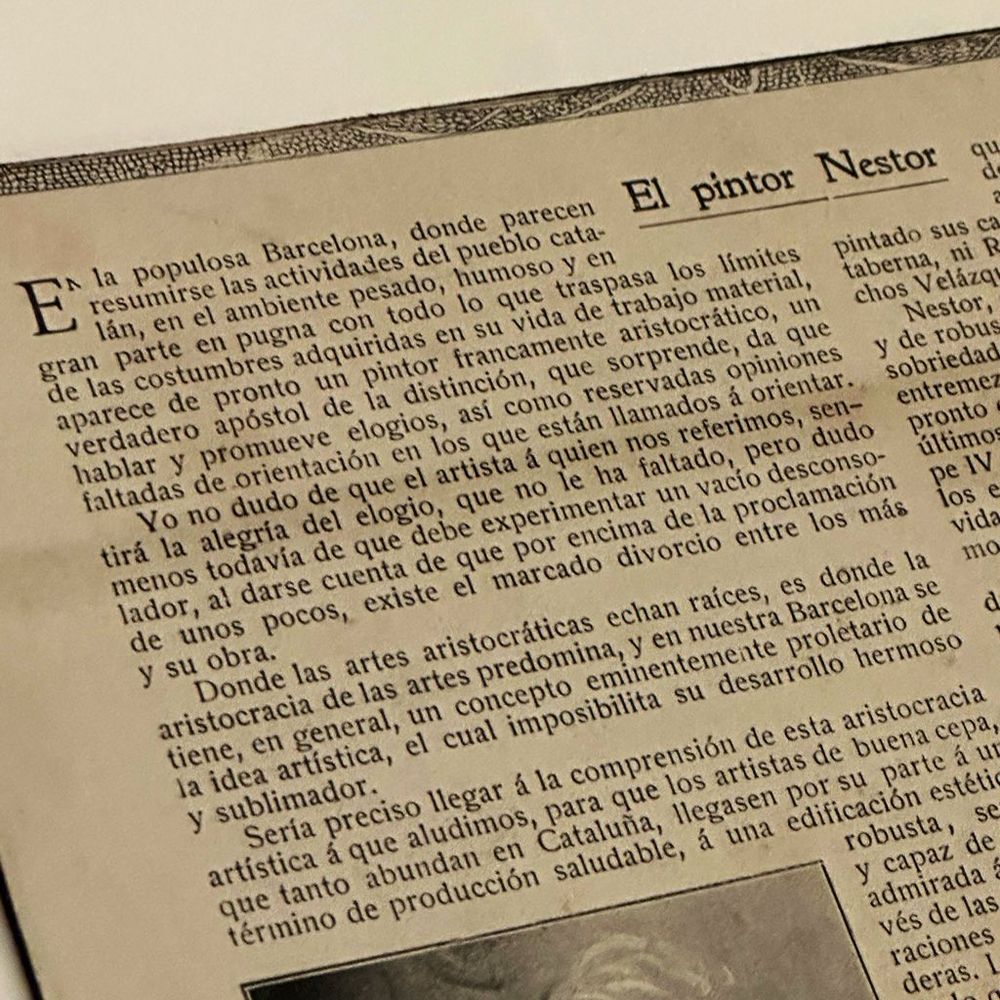 El pintor Nestor
EN la populosa Barcelona, donde parecen
resumirse las actividades del pueblo cata-
lán, en el ambiente pesado, humoso y en
gran parte en pugna con todo lo que traspasa los límites
de las costumbres adquiridas en su vida de trabajo material,
aparece de pronto un pintor francamente aristocrático, un
verdadero apóstol de la distinción, que sorprende, da que
hablar y promueve elogios, así como reservadas opiniones
faltadas de orientación en los que están llamados á orientar.
Yo no dudo de que el artista á quien nos referimos, sen-
tirá la alegría del elogio, que no le ha faltado, pero dudo
menos todavía de que debe experimentar un vacío desconso-
lador, al darse cuenta de que por encima de la proclamación
de unos pocos, existe el marcado divorcio entre los más
y su obra.
Donde las artes aristocráticas echan raíces, es donde la
aristocracia de las artes predomina, y en nuestra Barcelona se
tiene, en general, un concepto eminentemente proletario de
la idea artística, el cual imposibilita su desarrollo hermoso
y sublimador.
Sería preciso llegar á la comprensión de esta aristocracia
artística á que aludimos, para que los artistas de buena cepa,
que tanto abundan en Cataluña, llegasen por su parte á un
término de producción saludable, á una edificación estétic
robusta, se
y capaz de
admirada á
vés de las
raciones
deras. L
qu
de
a
pintado sus ca
taberna, ni R
chos Velázq
Nestor,
y de robus
sobriedad
entremez
pronto
último
pe IV
los e
vida
mo
d